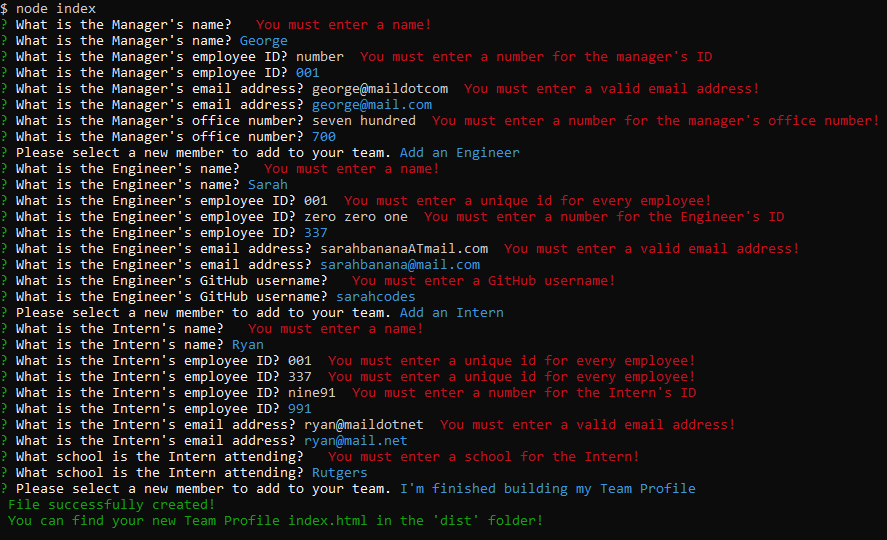 $ node index
? What is the Manager's name?   You must enter a name!
? What is the Manager's name? George
? What is the Manager's employee ID? number  You must enter a number for the manager's ID
? What is the Manager's employee ID? 001
? What is the Manager's email address? george@maildotcom  You must enter a valid email address!
? What is the Manager's email address? george@mail.com
? What is the Manager's office number? seven hundred  You must enter a number for the manager's office number!
? What is the Manager's office number? 700
? Please select a new member to add to your team. Add an Engineer
? What is the Engineer's name?   You must enter a name!
? What is the Engineer's name? Sarah
? What is the Engineer's employee ID? 001  You must enter a unique id for every employee!
? What is the Engineer's employee ID? zero zero one  You must enter a number for the Engineer's ID
? What is the Engineer's employee ID? 337
? What is the Engineer's email address? sarahbananaATmail.com  You must enter a valid email address!
? What is the Engineer's email address? sarahbanana@mail.com
? What is the Engineer's GitHub username?   You must enter a GitHub username!
? What is the Engineer's GitHub username? sarahcodes
? Please select a new member to add to your team. Add an Intern
? What is the Intern's name?   You must enter a name!
? What is the Intern's name? Ryan
? What is the Intern's employee ID? 001  You must enter a unique id for every employee!
? What is the Intern's employee ID? 337  You must enter a unique id for every employee!
? What is the Intern's employee ID? nine91  You must enter a number for the Intern's ID
? What is the Intern's employee ID? 991
? What is the Intern's email address? ryan@maildotnet  You must enter a valid email address!
? What is the Intern's email address? ryan@mail.net
? What school is the Intern attending?   You must enter a school for the Intern!
? What school is the Intern attending? Rutgers
? Please select a new member to add to your team. I'm finished building my Team Profile
File successfully created!
You can find your new Team Profile index.html in the 'dist' folder!